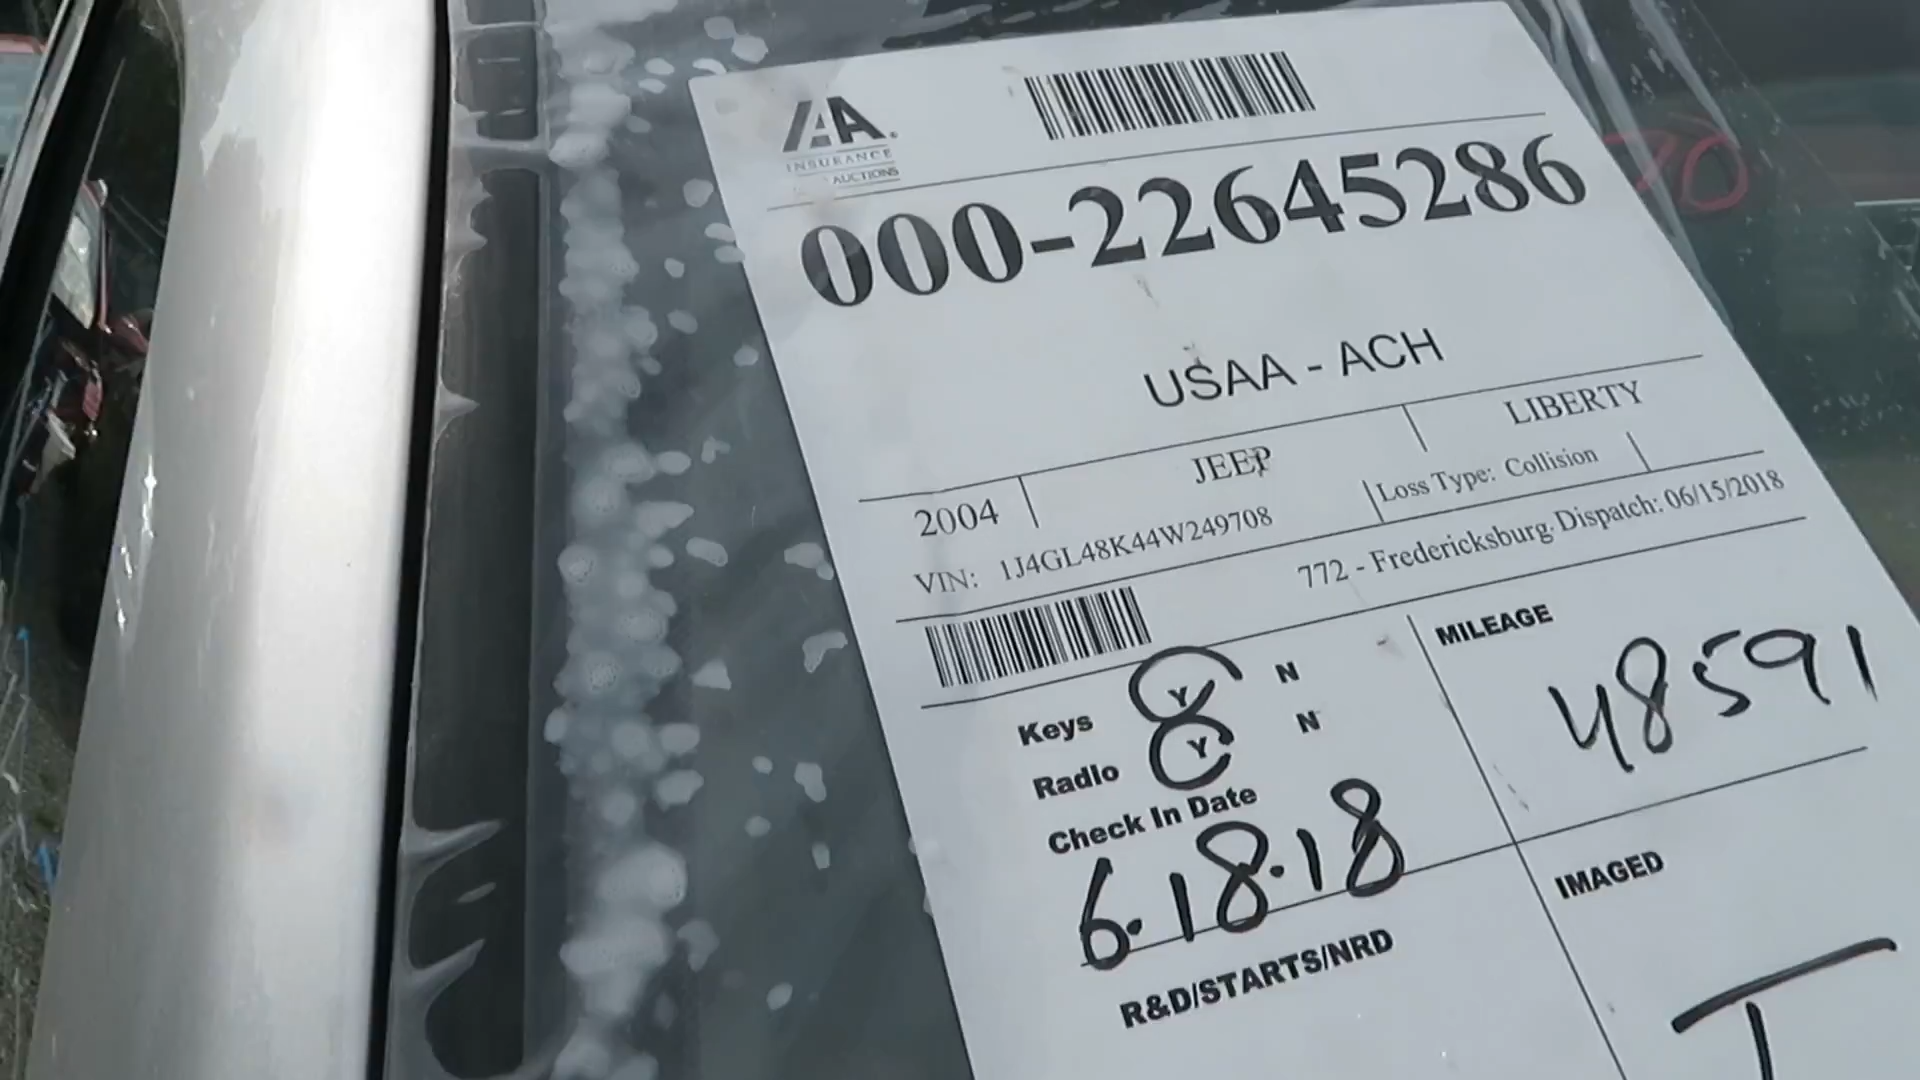 IAA.
INSURANCE
AUCTIONS
000-22645286
USAA - ACH
2004 JEEP LIBERTY
VIN: 1J4GL48K44W249708 Loss Type: Collision
772 - Fredericksburg Dispatch: 06/15/2018
Keys Y N
Radio Y N
MILEAGE
48591
Check In Date
6.18.18
R&D/STARTS/NRD
IMAGED